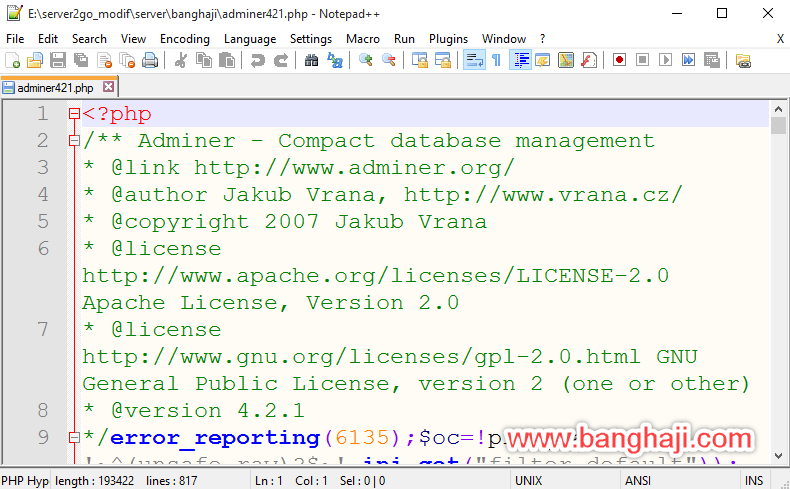 E:\server2go_modif\server\banghaji\adminer421.php - Notepad++
File Edit Search View Encoding Language Settings Macro Run Plugins Window ? X
adminer421.php
1 <?php
2 /** Adminer - Compact database management
3 * @link http://www.adminer.org/
4 * @author Jakub Vrana, http://www.vrana.cz/
5 * @copyright 2007 Jakub Vrana
6 * @license
http://www.apache.org/licenses/LICENSE-2.0
Apache License, Version 2.0
7 * @license
http://www.gnu.org/licenses/gpl-2.0.html GNU
General Public License, version 2 (one or other)
8 * @version 4.2.1
9 */error_reporting(6135);$oc=!
www.banghaji.com
'!^(unsafe_raw)?$!',ini_get("filter.default"));
PHP Hyp length : 193422 lines : 817 Ln : 1 Col : 1 Sel : 0 | 0 UNIX ANSI INS